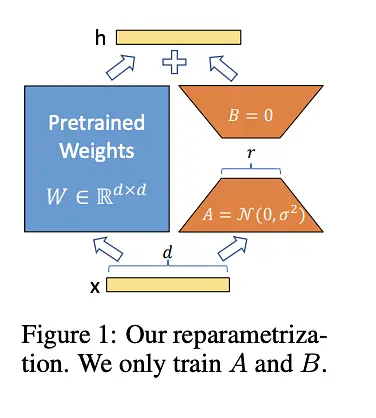 h
Pretrained
Weights
W ∈ ℝ^{d×d}
B = 0
r
A = 𝒩(0, σ²)
d
x
Figure 1: Our reparametriza-
tion. We only train A and B.